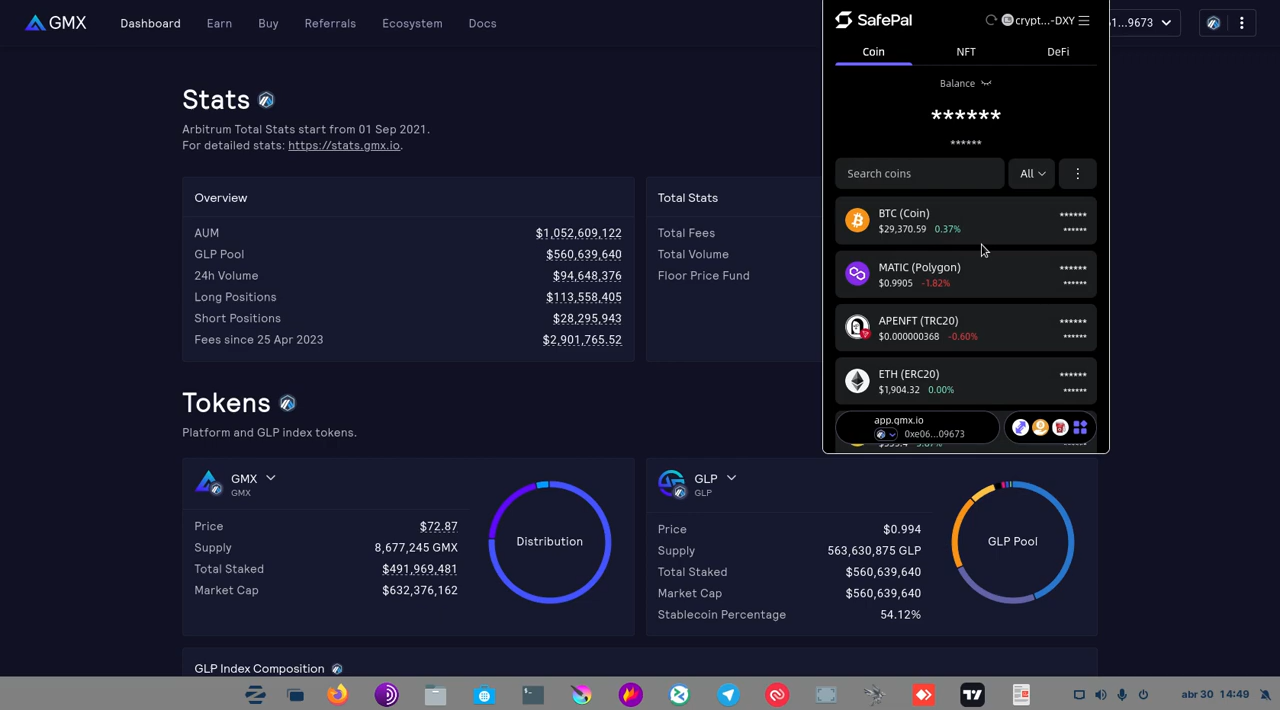 GMX Dashboard Earn Buy Referrals Ecosystem Docs
Stats
Arbitrum Total Stats start from 01 Sep 2021.
For detailed stats: https://stats.gmx.io.
Overview
AUM $1,052,609,122
GLP Pool $560,639,640
24h Volume $94,648,376
Long Positions $113,558,405
Short Positions $28,295,943
Fees since 25 Apr 2023 $2,901,765.52
Total Stats
Total Fees
Total Volume
Floor Price Fund
Tokens
Platform and GLP index tokens.
GMX
GMX
Price $72.87
Supply 8,677,245 GMX
Total Staked $491,969,481
Market Cap $632,376,162
Distribution
GLP
GLP
Price $0.994
Supply 563,630,875 GLP
Total Staked $560,639,640
Market Cap $560,639,640
Stablecoin Percentage 54.12%
GLP Pool
GLP Index Composition
SafePal crypt...-DXY
Coin NFT DeFi
Balance
******
******
Search coins All
BTC (Coin) ******
$29,370.59 0.37% ******
MATIC (Polygon) ******
$0.9905 -1.82% ******
APENFT (TRC20) ******
$0.000000368 -0.60% ******
ETH (ERC20) ******
$1,904.32 0.00% ******
app.gmx.io
0xe06...09673
51...9673
abr 30 14:49